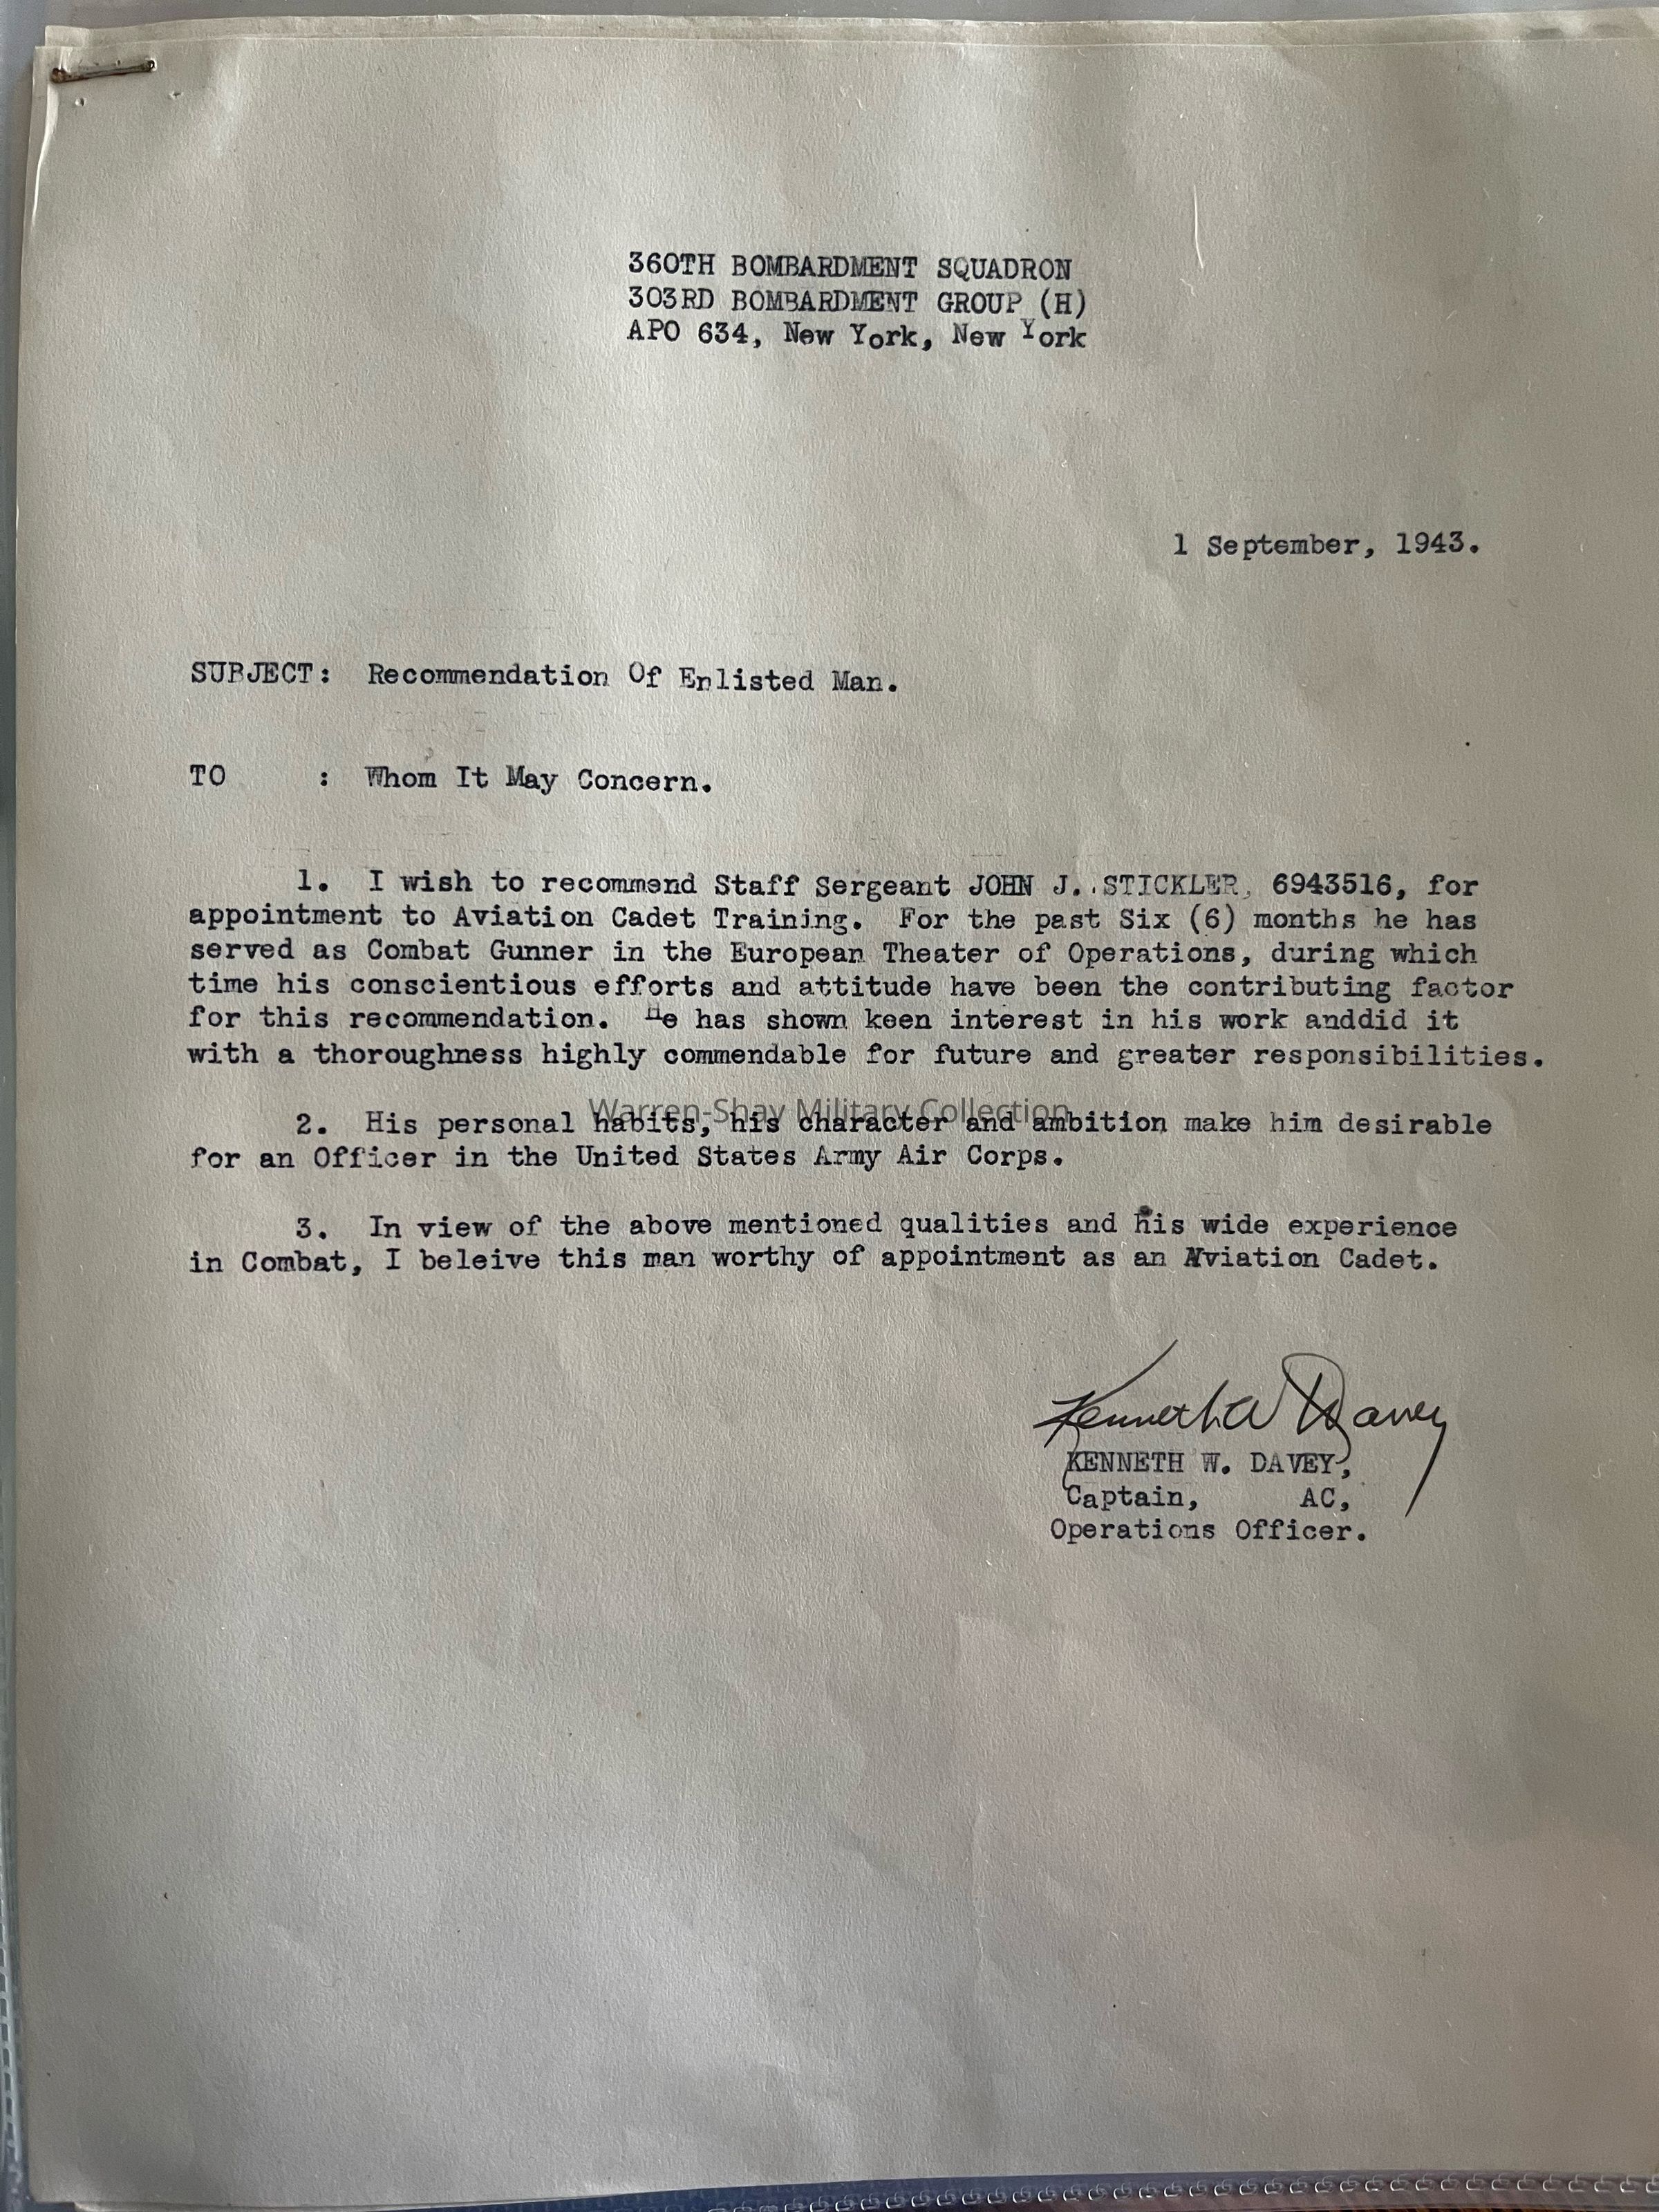 360TH BOMBARDMENT SQUADRON
303RD BOMBARDMENT GROUP (H)
APO 634, New York, New York
1 September, 1943.
SUBJECT: Recommendation Of Enlisted Man.
TO : Whom It May Concern.
1. I wish to recommend Staff Sergeant JOHN J. STICKLER, 6943516, for
appointment to Aviation Cadet Training. For the past Six (6) months he has
served as Combat Gunner in the European Theater of Operations, during which
time his conscientious efforts and attitude have been the contributing factor
for this recommendation. He has shown keen interest in his work anddid it
with a thoroughness highly commendable for future and greater responsibilities.
Warren-Shay Military Collection
2. His personal habits, his character and ambition make him desirable
for an Officer in the United States Army Air Corps.
3. In view of the above mentioned qualities and his wide experience
in Combat, I beleive this man worthy of appointment as an Aviation Cadet.
Kenneth W Davey
KENNETH W. DAVEY,
Captain, AC,
Operations Officer.